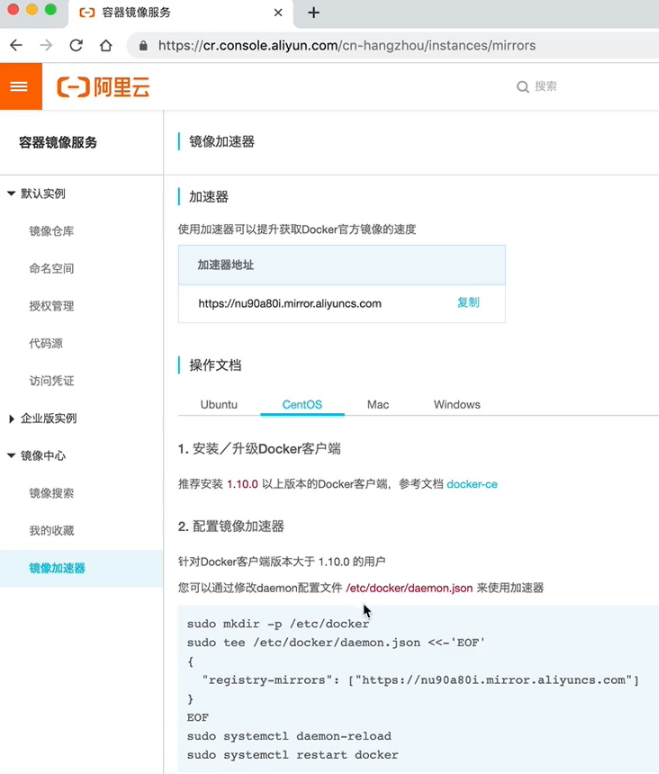 容器镜像服务
https://cr.console.aliyun.com/cn-hangzhou/instances/mirrors
阿里云
搜索
容器镜像服务
默认实例
镜像仓库
命名空间
授权管理
代码源
访问凭证
企业版实例
镜像中心
镜像搜索
我的收藏
镜像加速器
镜像加速器
加速器
使用加速器可以提升获取Docker官方镜像的速度
加速器地址
https://nu90a80i.mirror.aliyuncs.com 复制
操作文档
Ubuntu CentOS Mac Windows
1. 安装／升级Docker客户端
推荐安装 1.10.0 以上版本的Docker客户端，参考文档 docker-ce
2. 配置镜像加速器
针对Docker客户端版本大于 1.10.0 的用户
您可以通过修改daemon配置文件 /etc/docker/daemon.json 来使用加速器
sudo mkdir -p /etc/docker
sudo tee /etc/docker/daemon.json <<-'EOF'
{
"registry-mirrors": ["https://nu90a80i.mirror.aliyuncs.com"]
}
EOF
sudo systemctl daemon-reload
sudo systemctl restart docker